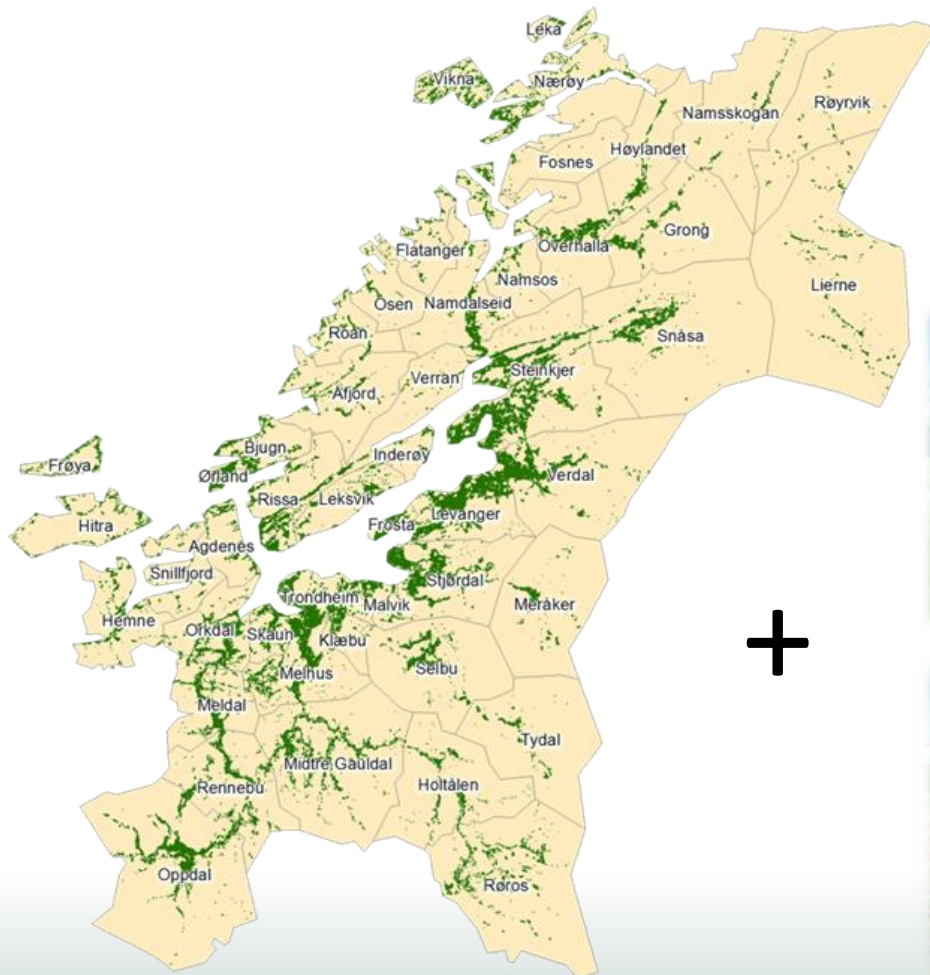 Leka
Vikna
Nærøy
Namsskogan
Røyrvik
Høylandet
Fosnes
Grong
Overhalla
Flatanger
Namsos
Lierne
Osen
Namdalseid
Roan
Snåsa
Verran
Steinkjer
Åfjord
Bjugn
Inderøy
Frøya
Ørland
Verdal
Rissa
Leksvik
Hitra
Frosta
Levanger
Agdenes
Snillfjord
Stjørdal
Trondheim
Malvik
Meråker
Hemne
Orkdal
Skaun
Klæbu
Melhus
Selbu
Meldal
Tydal
Midtre Gauldal
Holtålen
Rennebu
Oppdal
Røros
+